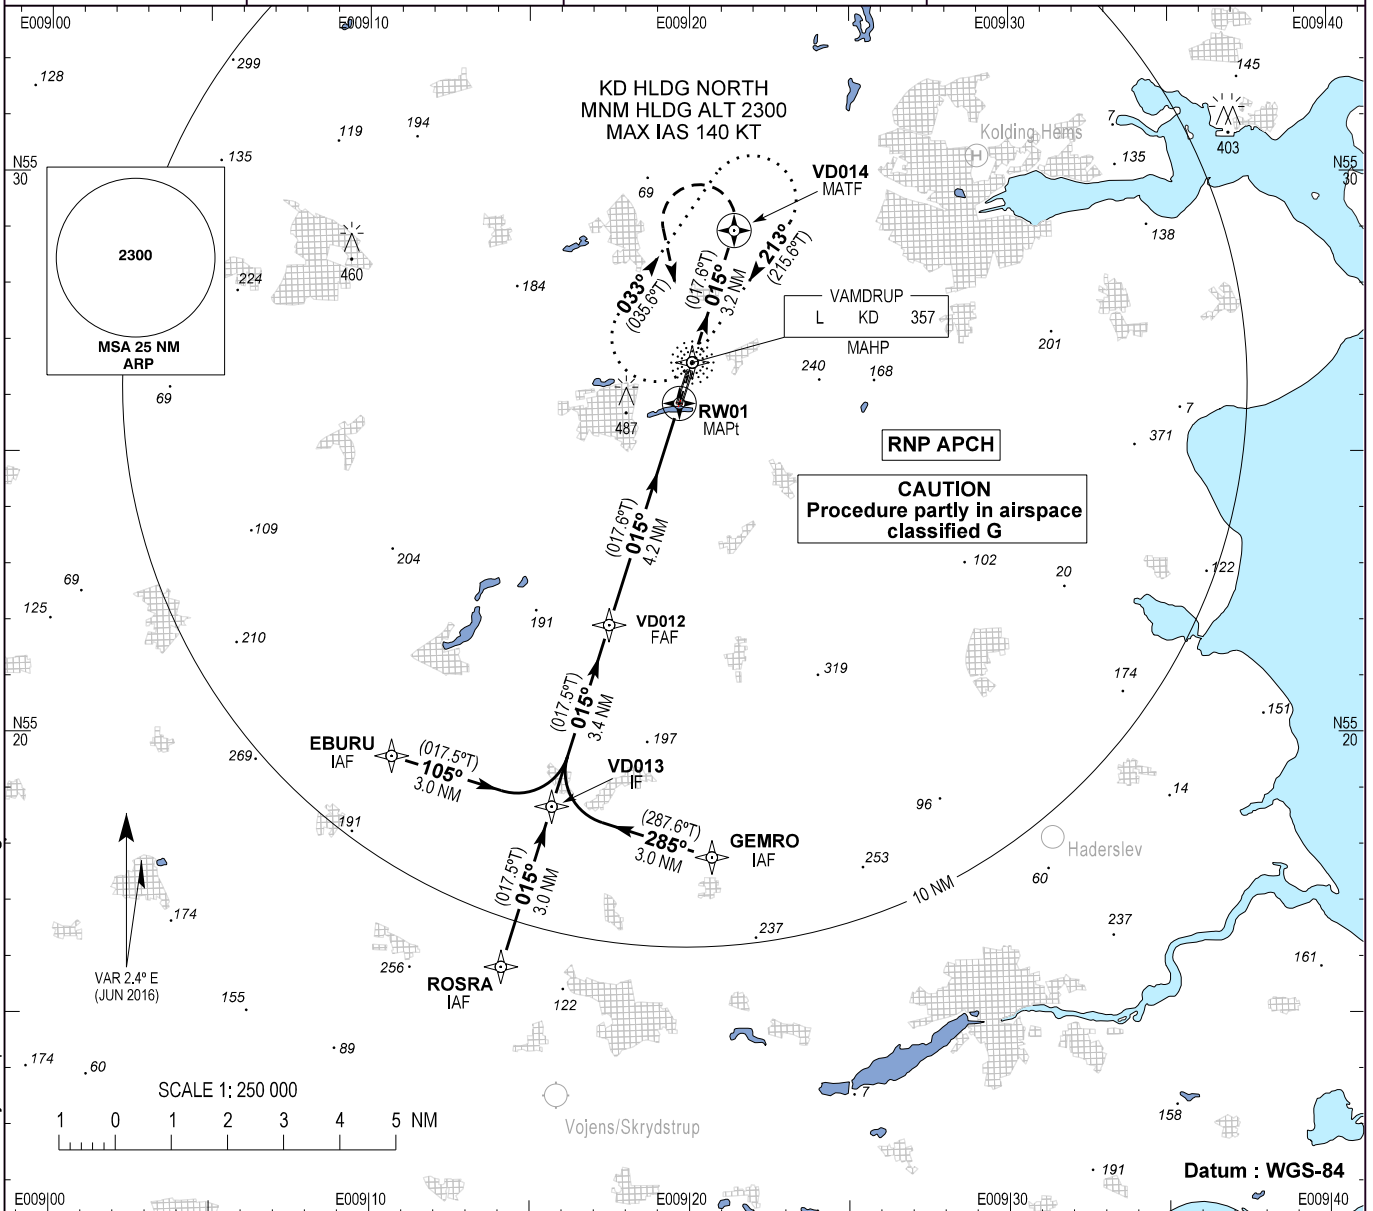 E009|00
E009|10
E009|20
E009|30
E009|40
128
299
145
KD HLDG NORTH
MNM HLDG ALT 2300
MAX IAS 140 KT
119
194
7
Kolding Hems
H
403
135
135
N55
30
N55
30
69
VD014
MATF
2300
MSA 25 NM
ARP
460
224
184
138
033°
(035.6°T)
(017.6°T)
015°
3.2 NM
213°
(215.6°T)
VAMDRUP
L KD 357
MAHP
201
240
168
69
487
RW01
MAPt
7
371
RNP APCH
CAUTION
Procedure partly in airspace
classified G
(017.6°T)
015°
4.2 NM
109
204
102
20
122
69
125
191
VD012
FAF
210
319
174
(017.5°T)
015°
3.4 NM
151
N55
20
N55
20
197
EBURU
IAF
(017.5°T)
105°
3.0 NM
269
VD013
IF
96
14
191
(287.6°T)
285°
3.0 NM
GEMRO
IAF
Haderslev
253
60
10 NM
(017.5°T)
015°
3.0 NM
174
237
237
161
VAR 2.4° E
(JUN 2016)
256
ROSRA
IAF
155
122
89
174
60
SCALE 1: 250 000
1 0 1 2 3 4 5 NM
7
158
Vojens/Skrydstrup
191
Datum : WGS-84
E009|00
E009|10
E009|20
E009|30
E009|40